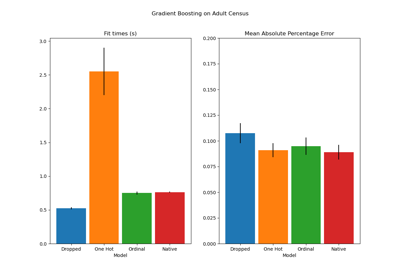 Gradient Boosting on Adult Census
Fit times (s)
3.0
2.5
2.0
1.5
1.0
0.5
0.0
Dropped One Hot Ordinal Native
Model
Mean Absolute Percentage Error
0.200
0.175
0.150
0.125
0.100
0.075
0.050
0.025
0.000
Dropped One Hot Ordinal Native
Model